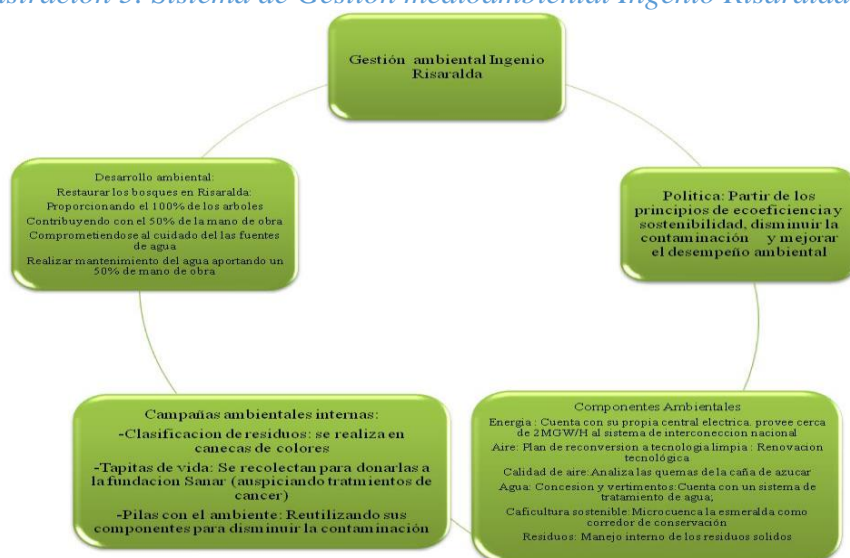 Sistema de Gestión medioambiental Ingenio Risaralda
Gestión ambiental Ingenio
Risaralda
Politica: Partir de los
principios de ecoeficiencia y
sostenibilidad, disminuir la
contaminación y mejorar
el desempeño ambiental
Componentes Ambientales
Energia : Cuenta con su propia central electrica, provee cerca
de 2MGW/H al sistema de interconeccion nacional
Aire: Plan de reconversion a tecnologia limpia : Renovacion
tecnológica
Calidad de aire:Analiza las quemas de la caña de azucar
Agua: Concesion y vertimentos:Cuenta con un sistema de
tratamiento de agua;
Caficultura sostenible:Microcuenca la esmeralda como
corredor de conservación
Residuos: Manejo interno de los residuos solidos
Campañas ambientales internas:
-Clasificacion de residuos: se realiza en
canecas de colores
-Tapitas de vida: Se recolectan para donarlas a
la fundacion Sanar (auspiciando tratmientos de
cancer)
-Pilas con el ambiente: Reutilizando sus
componentes para disminuir la contaminación
Desarrollo ambiental:
Restaurar los bosques en Risaralda:
Proporcionando el 100% de los arboles
Contribuyendo con el 50% de la mano de obra
Comprometiendose al cuidado del las fuentes
de agua
Realizar mantenimiento del agua aportando un
50% de mano de obra